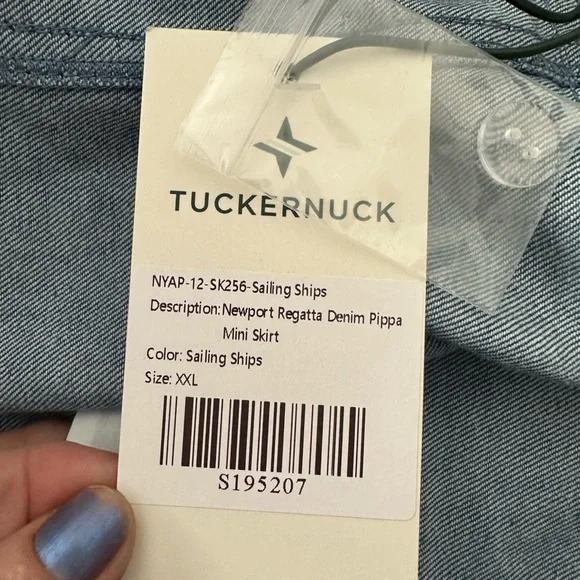 TUCKERNUCK
NYAP-12-SK256-Sailing Ships
Description:Newport Regatta Denim Pippa
Mini Skirt
Color: Sailing Ships
Size: XXL
S195207